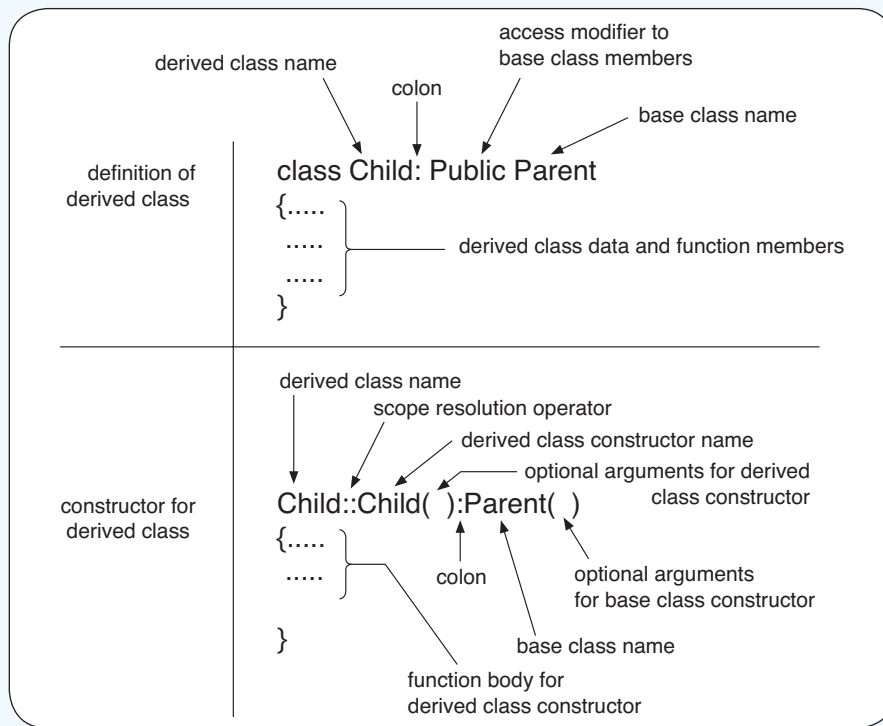 access modifier to
base class members
derived class name
colon
base class name
definition of
derived class
class Child: Public Parent
{.....
.....
.....
}
derived class data and function members
derived class name
scope resolution operator
derived class constructor name
optional arguments for derived
class constructor
constructor for
derived class
Child::Child( ):Parent( )
{.....
.....
}
colon
optional arguments
for base class constructor
base class name
function body for
derived class constructor